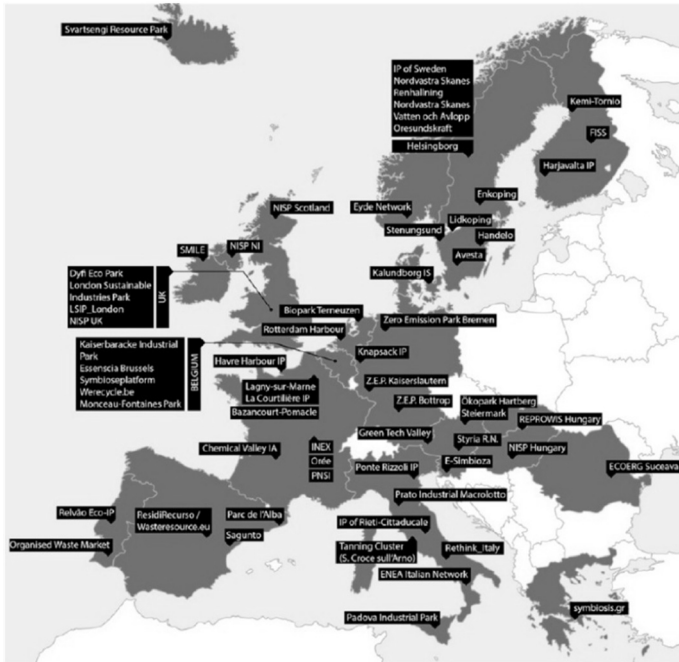 Svartsengi Resource Park
IP of Sweden
Nordvastra Skanes
Renhallning
Nordvastra Skanes
Vatten och Avlopp
Oresundskraft
Helsingborg
Kemi-Tornio
FISS
Harjavalta IP
Enkoping
NISP Scotland
Eyde Network
Lidkoping
Stenungsund
Handelo
SMILE
NISP NI
Avesta
Kalundborg IS
Dyfi Eco Park
London Sustainable
Industries Park
LSIP_London
NISP UK
UK
Biopark Terneuzen
Rotterdam Harbour
Zero Emission Park Bremen
Kaiserbaracke Industrial
Park
Essenscia Brussels
Symbioseplatform
Werecycle.be
Monceau-Fontaines Park
BELGIUM
Knapsack IP
Havre Harbour IP
Z.E.P. Kaiserslautern
Lagny-sur-Marne
La Courtilière IP
Z.E.P. Bottrop
Ökopark Hartberg
Steiermark
Bazancourt-Pomacle
REPROWIS Hungary
Green Tech Valley
Styria R.N.
Chemical Valley IA
INEX
Orée
PNSI
NISP Hungary
E-Simbioza
Ponte Rizzoli IP
ECOERG Suceava
Prato Industrial Macrolotto
Relvão Eco-IP
ResidiRecurso /
Wasteresource.eu
Parc de l'Alba
IP of Rieti-Cittaducale
Sagunto
Organised Waste Market
Tanning Cluster
(S. Croce sull'Arno)
Rethink_Italy
ENEA Italian Network
symbiosis.gr
Padova Industrial Park